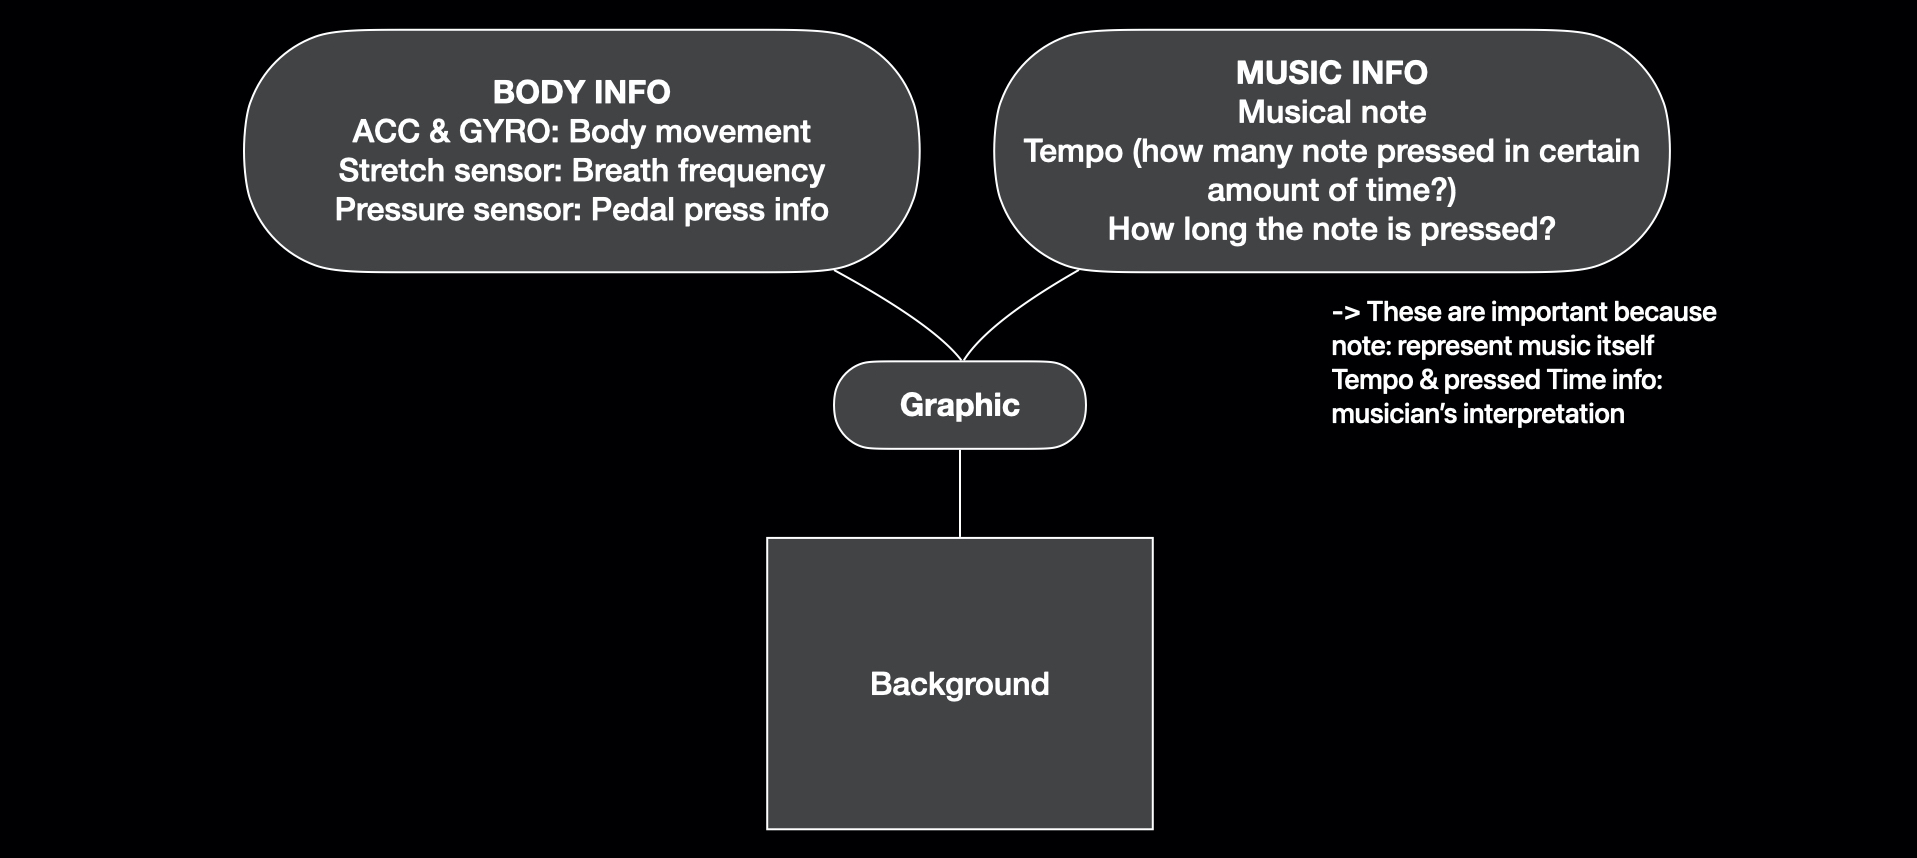 BODY INFO
ACC & GYRO: Body movement
Stretch sensor: Breath frequency
Pressure sensor: Pedal press info
MUSIC INFO
Musical note
Tempo (how many note pressed in certain
amount of time?)
How long the note is pressed?
-> These are important because
note: represent music itself
Tempo & pressed Time info:
musician’s interpretation
Graphic
Background